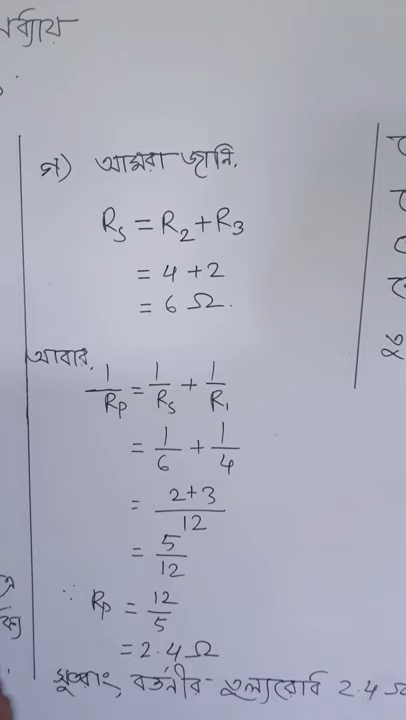 গ) আমরা জানি,
Rs = R2 + R3
= 4 + 2
= 6 Ω.
আবার,
1/Rp = 1/Rs + 1/R1
= 1/6 + 1/4
= 2+3/12
= 5/12
∵ Rp = 12/5
= 2.4 Ω
সুতরাং, বর্তনীর তুল্যরোধ 2.4 Ω